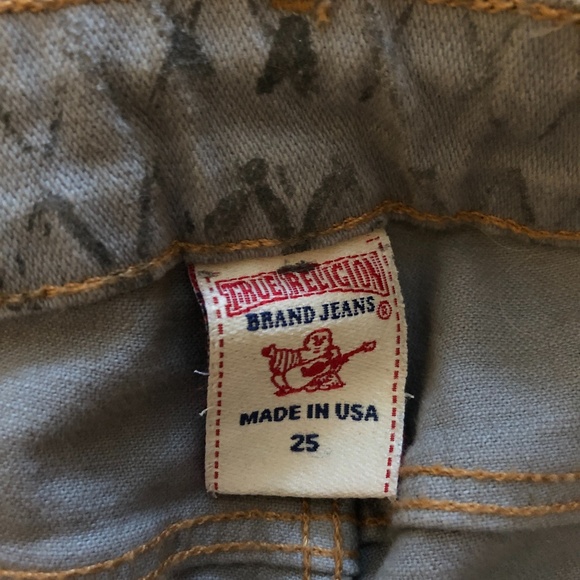 TRUE RELIGION
BRAND JEANS®
MADE IN USA
25